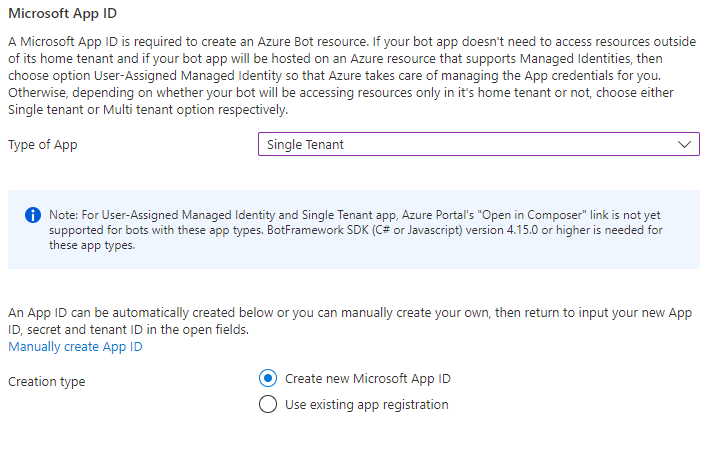 Microsoft App ID
A Microsoft App ID is required to create an Azure Bot resource. If your bot app doesn't need to access resources outside
of its home tenant and if your bot app will be hosted on an Azure resource that supports Managed Identities, then
choose option User-Assigned Managed Identity so that Azure takes care of managing the App credentials for you.
Otherwise, depending on whether your bot will be accessing resources only in it's home tenant or not, choose either
Single tenant or Multi tenant option respectively.
Type of App
Single Tenant
Note: For User-Assigned Managed Identity and Single Tenant app, Azure Portal's "Open in Composer" link is not yet
supported for bots with these app types. BotFramework SDK (C# or Javascript) version 4.15.0 or higher is needed for
these app types.
An App ID can be automatically created below or you can manually create your own, then return to input your new App
ID, secret and tenant ID in the open fields.
Manually create App ID
Creation type
Create new Microsoft App ID
Use existing app registration